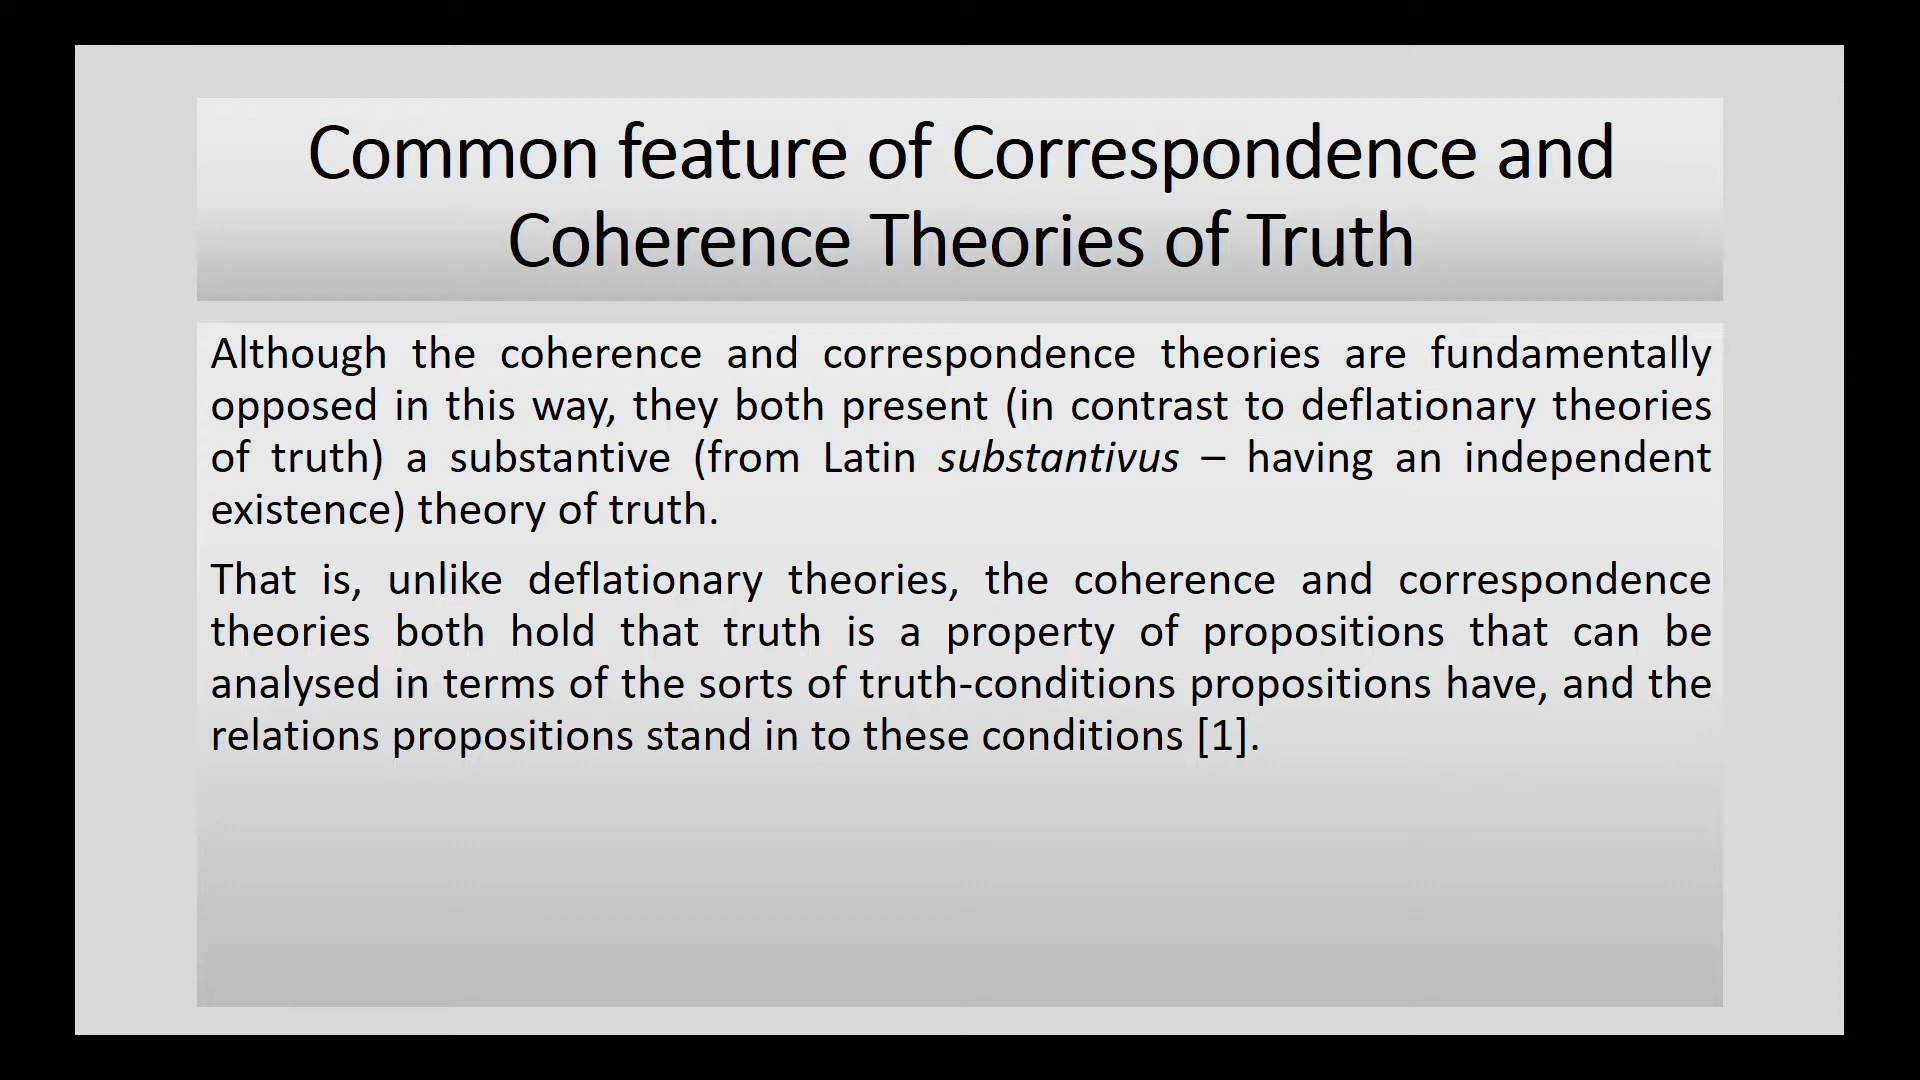 Common feature of Correspondence and
Coherence Theories of Truth
Although the coherence and correspondence theories are fundamentally
opposed in this way, they both present (in contrast to deflationary theories
of truth) a substantive (from Latin substantivus – having an independent
existence) theory of truth.
That is, unlike deflationary theories, the coherence and correspondence
theories both hold that truth is a property of propositions that can be
analysed in terms of the sorts of truth-conditions propositions have, and the
relations propositions stand in to these conditions [1].